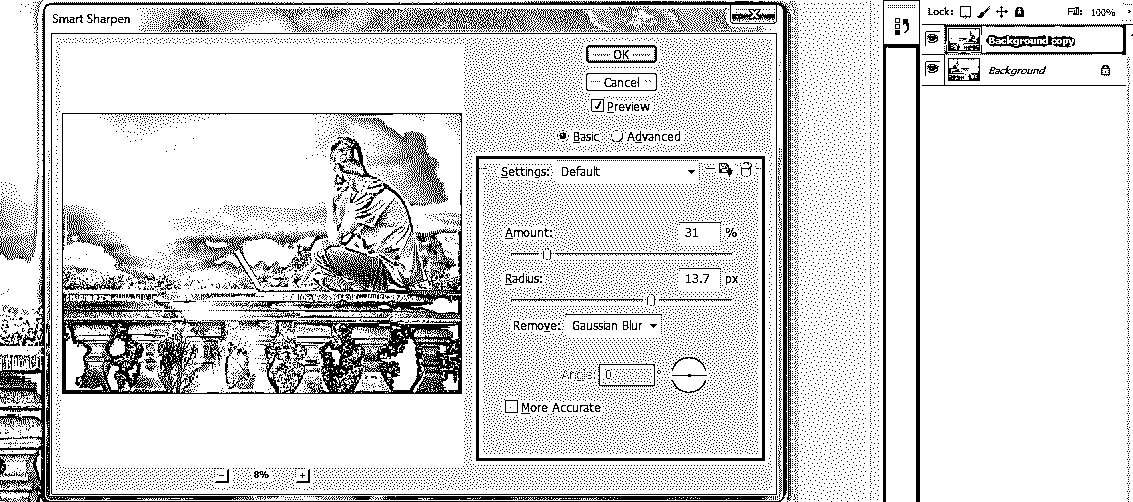 Smart Sharpen
OK
Cancel
Preview
Basic Advanced
Settings: Default
Amount: 31 %
Radius: 13.7 px
Remove: Gaussian Blur
Angle: 0
More Accurate
8%
Lock: Fill: 100%
Background copy
Background